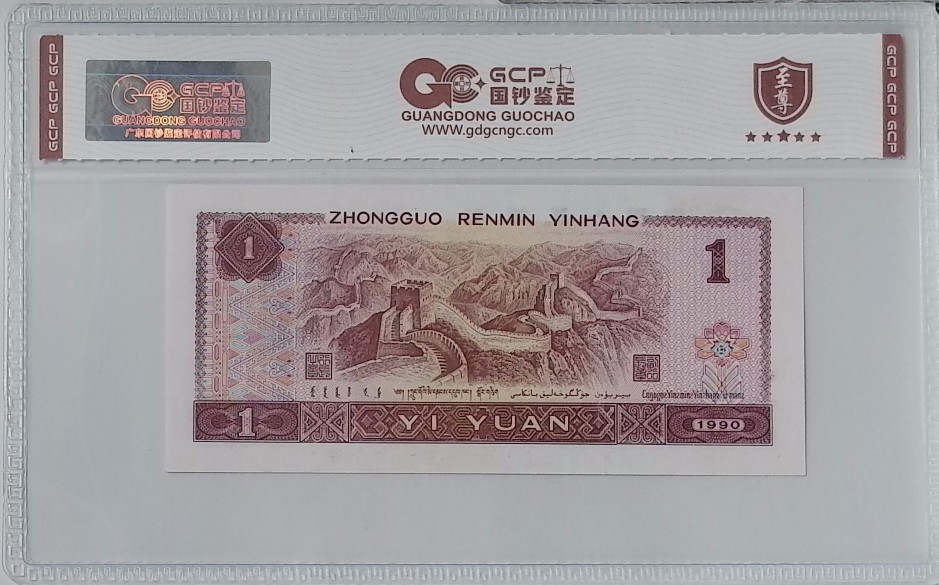 GCP GCP GCP
GCP
国钞鉴定
GUANGDONG GUOCHAO
广东国钞鉴定评估有限公司
GCP
国钞鉴定
GUANGDONG GUOCHAO
www.gdgcngc.com
至尊
GCP GCP GCP
ZHONGGUO RENMIN YINHANG
1
1
1
YI YUAN
1990